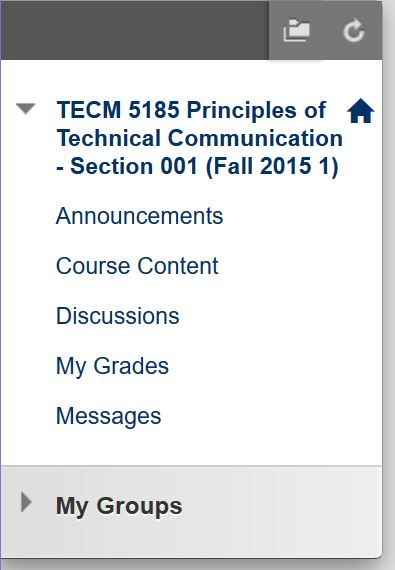 TECM 5185 Principles of
Technical Communication
- Section 001 (Fall 2015 1)
Announcements
Course Content
Discussions
My Grades
Messages
My Groups